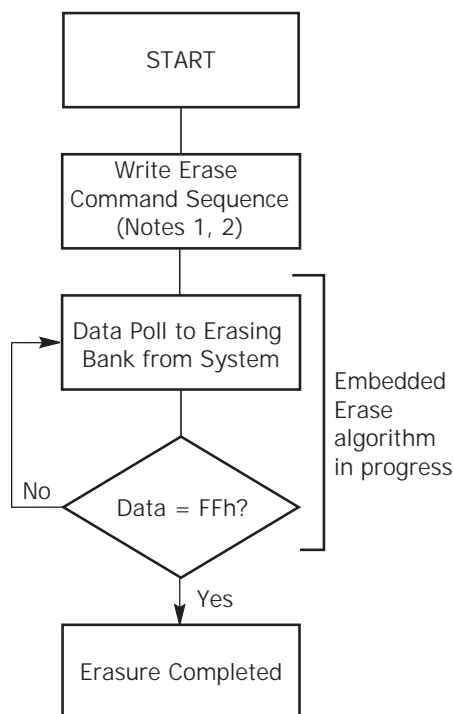 START
Write Erase
Command Sequence
(Notes 1, 2)
Data Poll to Erasing
Bank from System
Embedded
Erase
algorithm
in progress
No
Data = FFh?
Yes
Erasure Completed